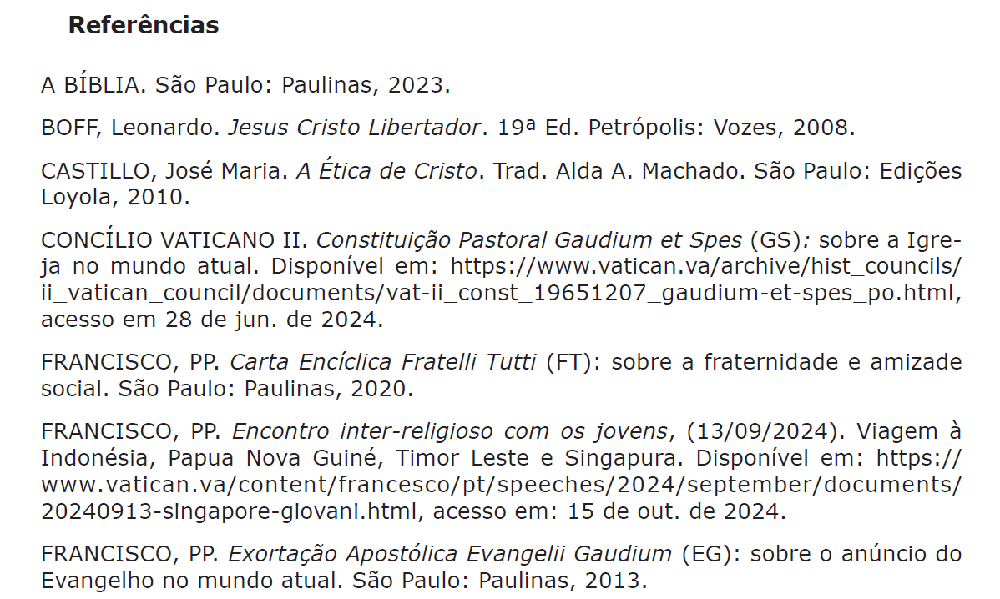 Referências
A BÍBLIA. São Paulo: Paulinas, 2023.
BOFF, Leonardo. Jesus Cristo Libertador. 19ª Ed. Petrópolis: Vozes, 2008.
CASTILLO, José Maria. A Ética de Cristo. Trad. Alda A. Machado. São Paulo: Edições
Loyola, 2010.
CONCÍLIO VATICANO II. Constituição Pastoral Gaudium et Spes (GS): sobre a Igre-
ja no mundo atual. Disponível em: https://www.vatican.va/archive/hist_councils/
ii_vatican_council/documents/vat-ii_const_19651207_gaudium-et-spes_po.html,
acesso em 28 de jun. de 2024.
FRANCISCO, PP. Carta Encíclica Fratelli Tutti (FT): sobre a fraternidade e amizade
social. São Paulo: Paulinas, 2020.
FRANCISCO, PP. Encontro inter-religioso com os jovens, (13/09/2024). Viagem à
Indonésia, Papua Nova Guiné, Timor Leste e Singapura. Disponível em: https://
www.vatican.va/content/francesco/pt/speeches/2024/september/documents/
20240913-singapore-giovani.html, acesso em: 15 de out. de 2024.
FRANCISCO, PP. Exortação Apostólica Evangelii Gaudium (EG): sobre o anúncio do
Evangelho no mundo atual. São Paulo: Paulinas, 2013.